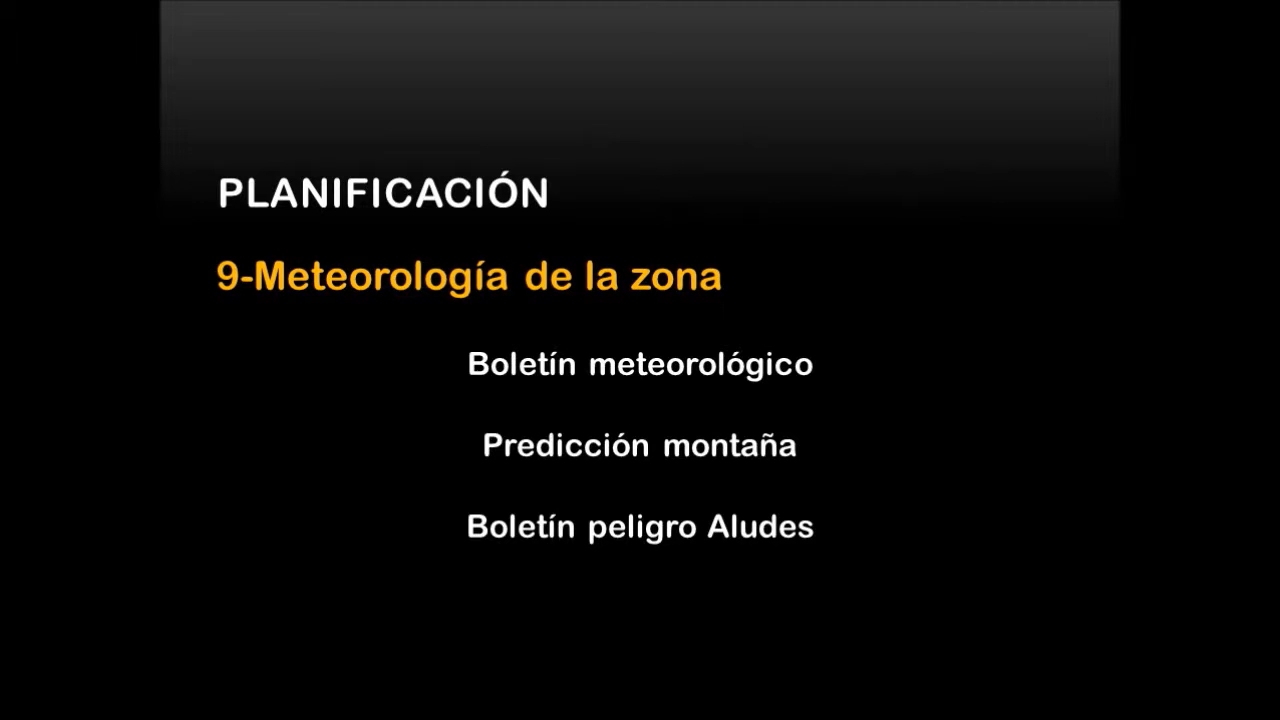 PLANIFICACIÓN
9-Meteorología de la zona
Boletín meteorológico
Predicción montaña
Boletín peligro Aludes